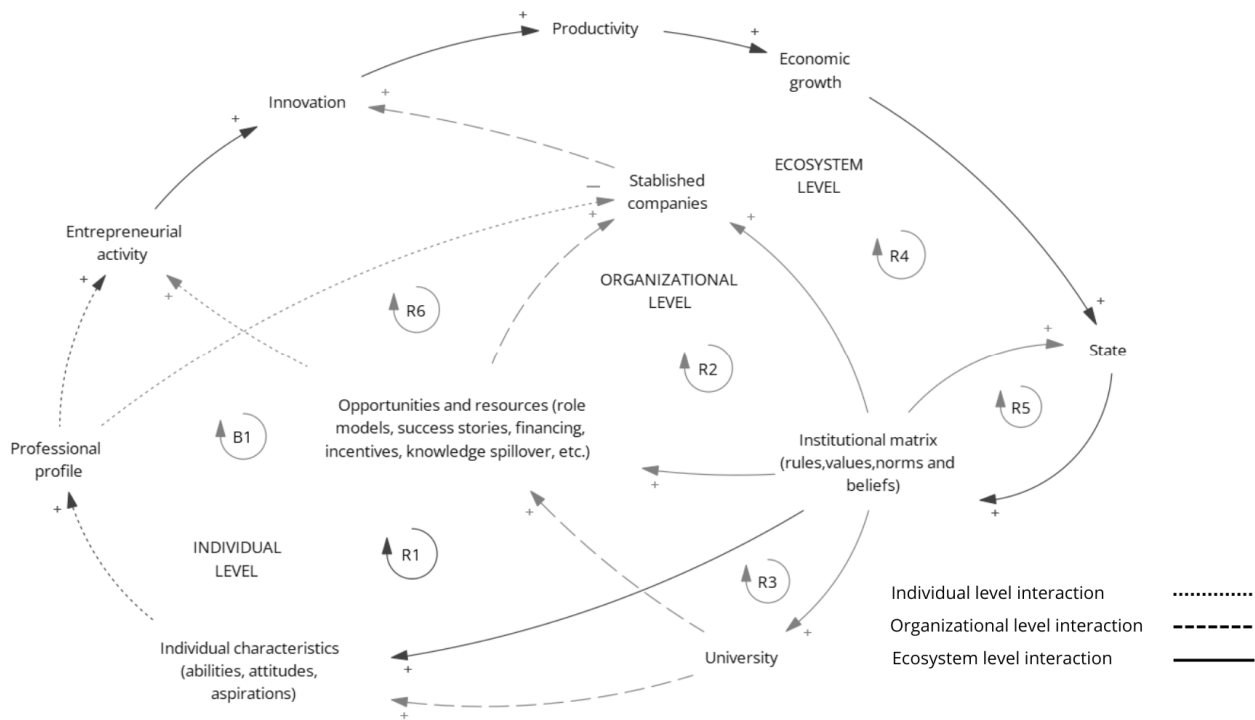 +
Productivity
+
Economic
growth
Innovation
+
+
ECOSYSTEM
LEVEL
Stablished
companies
−
+
+
Entrepreneurial
activity
R4
+
+
ORGANIZATIONAL
LEVEL
R6
+
+
State
R2
R5
Opportunities and resources (role
models, success stories, financing,
incentives, knowledge spillover, etc.)
B1
Institutional matrix
(rules,values,norms and
beliefs)
Professional
profile
+
+
+
+
INDIVIDUAL
LEVEL
R1
R3
Individual level interaction
Organizational level interaction
Ecosystem level interaction
+
Individual characteristics
(abilities, attitudes,
aspirations)
+
University
+